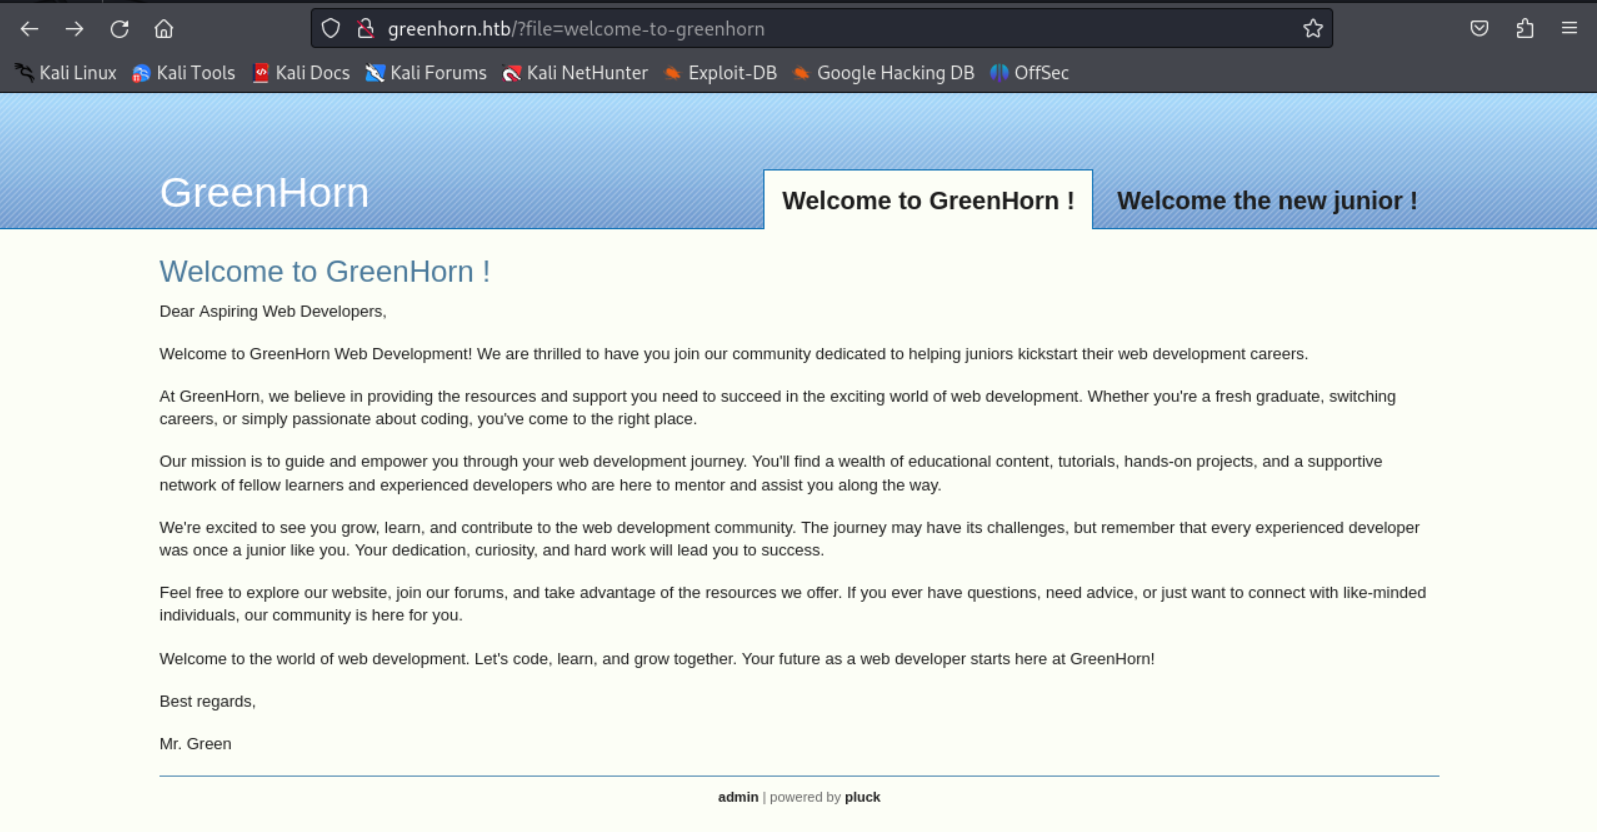 greenhorn.htb/?file=welcome-to-greenhorn
Kali Linux Kali Tools Kali Docs Kali Forums Kali NetHunter Exploit-DB Google Hacking DB OffSec
GreenHorn
Welcome to GreenHorn !
Welcome the new junior !
Welcome to GreenHorn !
Dear Aspiring Web Developers,
Welcome to GreenHorn Web Development! We are thrilled to have you join our community dedicated to helping juniors kickstart their web development careers.
At GreenHorn, we believe in providing the resources and support you need to succeed in the exciting world of web development. Whether you're a fresh graduate, switching
careers, or simply passionate about coding, you've come to the right place.
Our mission is to guide and empower you through your web development journey. You'll find a wealth of educational content, tutorials, hands-on projects, and a supportive
network of fellow learners and experienced developers who are here to mentor and assist you along the way.
We're excited to see you grow, learn, and contribute to the web development community. The journey may have its challenges, but remember that every experienced developer
was once a junior like you. Your dedication, curiosity, and hard work will lead you to success.
Feel free to explore our website, join our forums, and take advantage of the resources we offer. If you ever have questions, need advice, or just want to connect with like-minded
individuals, our community is here for you.
Welcome to the world of web development. Let's code, learn, and grow together. Your future as a web developer starts here at GreenHorn!
Best regards,
Mr. Green
admin | powered by pluck